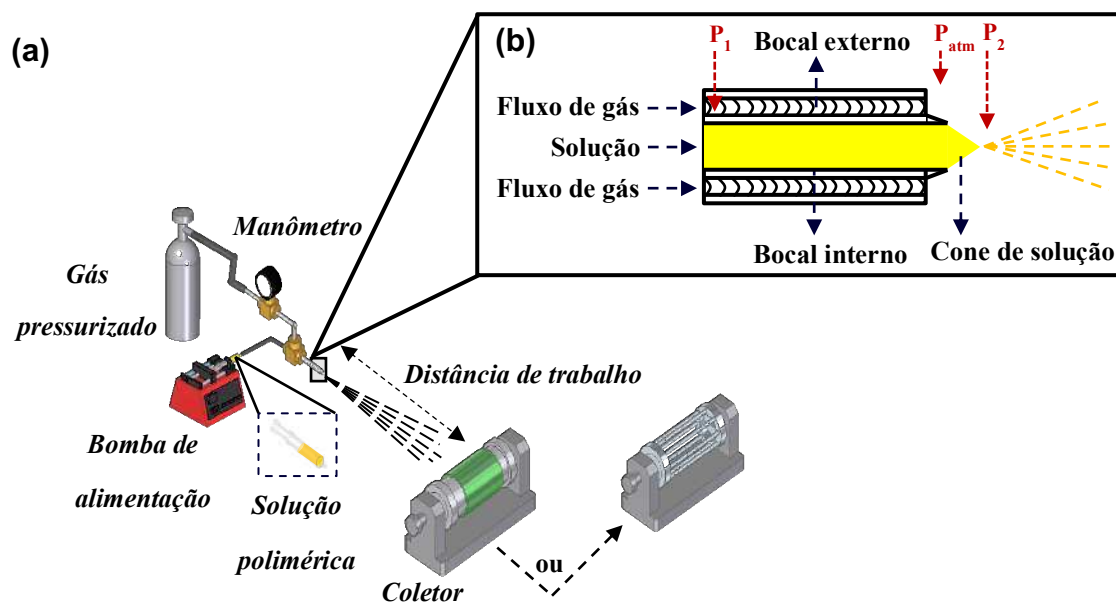 (a)
Manômetro
Gás
pressurizado
Distância de trabalho
Bomba de
alimentação
Solução
polimérica
Coletor
ou
(b)
P1
Bocal externo
Patm
P2
Fluxo de gás
Solução
Fluxo de gás
Bocal interno
Cone de solução